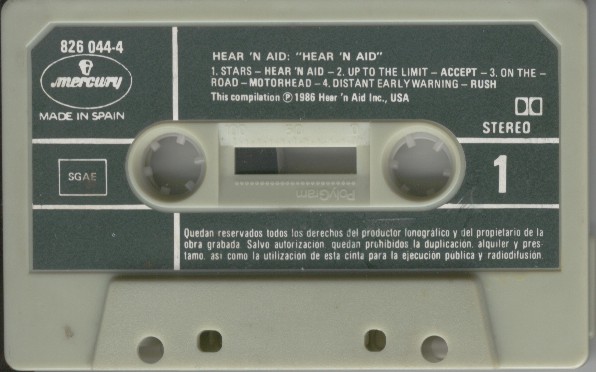 826 044-4
mercury
MADE IN SPAIN
HEAR 'N AID: "HEAR 'N AID"
1. STARS – HEAR 'N AID – 2. UP TO THE LIMIT – ACCEPT – 3. ON THE –
ROAD – MOTORHEAD – 4. DISTANT EARLY WARNING – RUSH
This compilation ℗ 1986 Hear 'n Aid Inc., USA
STEREO
SGAE
1
PolyGram
Quedan reservados todos los derechos del productor fonográfico y del propietario de la
obra grabada. Salvo autorización, quedan prohibidos la duplicación, alquiler y prés-
tamo, así como la utilización de esta cinta para la ejecución pública y radiodifusión.